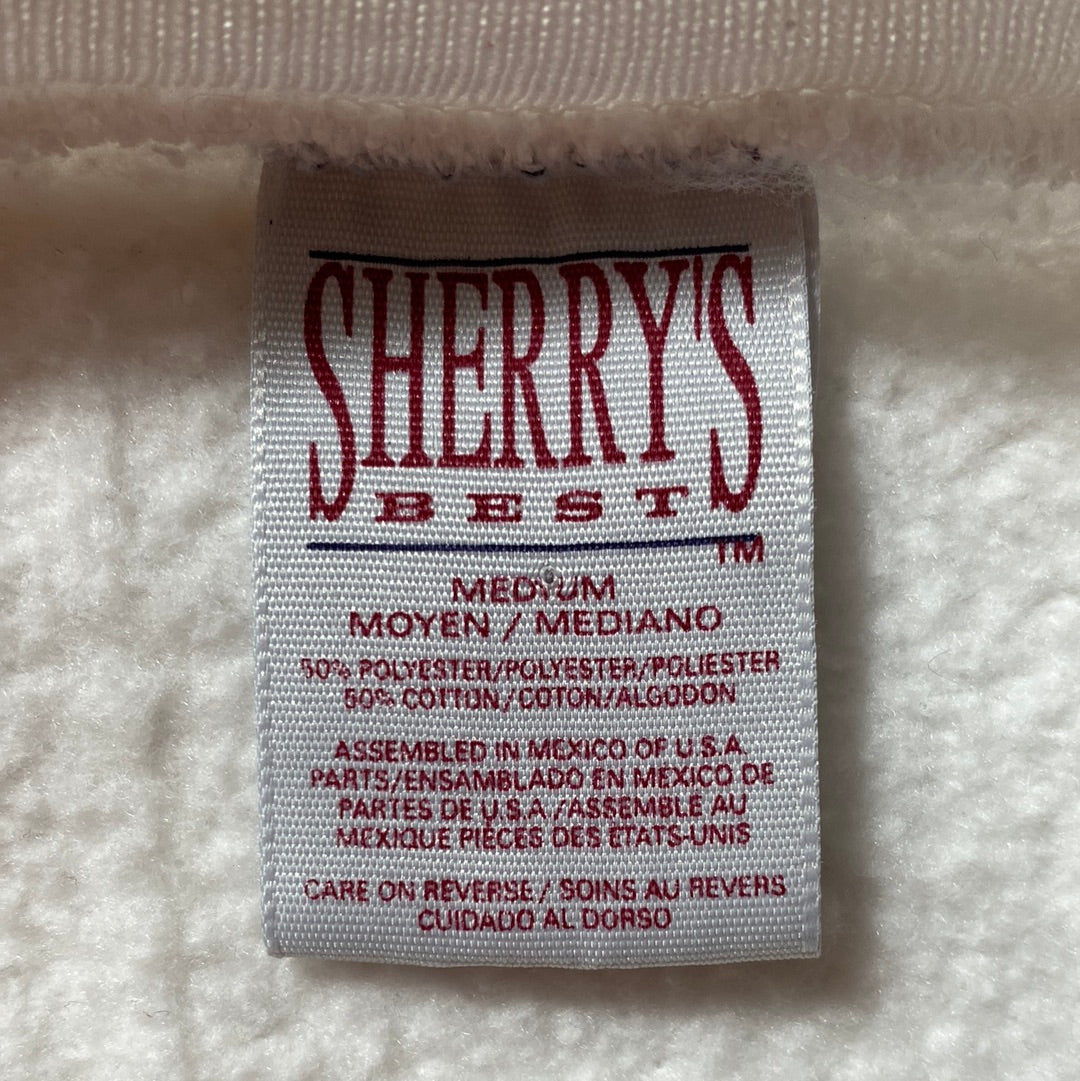 SHERRY'S
BEST
TM
MEDIUM
MOYEN / MEDIANO
50% POLYESTER/POLYESTER/POLIESTER
50% COTTON/COTON/ALGODON
ASSEMBLED IN MEXICO OF U.S.A.
PARTS/ENSAMBLADO EN MEXICO DE
PARTES DE U.S.A./ASSEMBLE AU
MEXIQUE PIECES DES ETATS-UNIS
CARE ON REVERSE / SOINS AU REVERS
CUIDADO AL DORSO